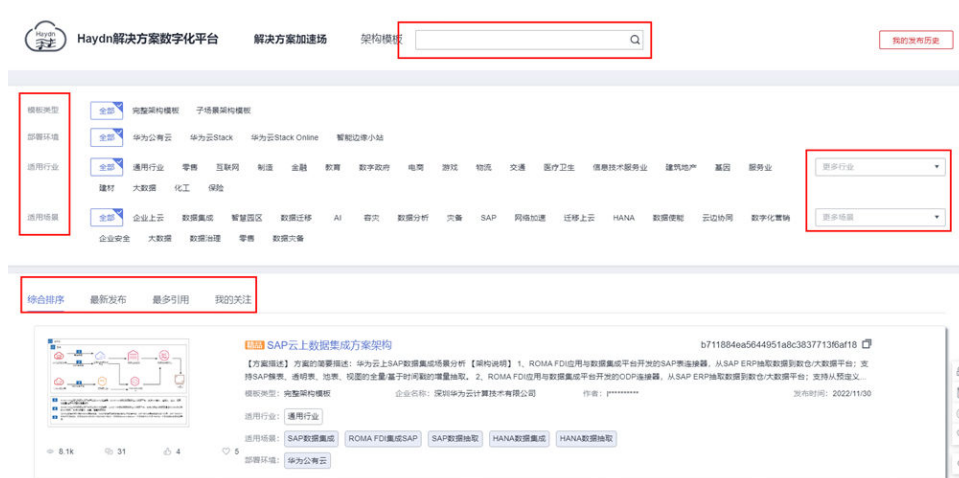 Haydn
Haydn解决方案数字化平台 解决方案加速场 架构模板 我的发布历史
模板类型 全部 完整架构模板 子场景架构模板
部署环境 全部 华为公有云 华为云Stack 华为云Stack Online 智能边缘小站
适用行业 全部 通用行业 零售 互联网 制造 金融 教育 数字政府 电商 游戏 物流 交通 医疗卫生 信息技术服务业 建筑地产 基因 服务业 更多行业
建材 大数据 化工 保险
适用场景 全部 企业上云 数据集成 智慧园区 数据迁移 AI 容灾 数据分析 灾备 SAP 网络加速 迁移上云 HANA 数据使能 云边协同 数字化营销 更多场景
企业安全 大数据 数据治理 零售 数据灾备
综合排序 最新发布 最多引用 我的关注
精品 SAP云上数据集成方案架构 b711884ea5644951a8c3837713f6af18
【方案描述】 方案的简要描述：华为云上SAP数据集成场景分析 【架构说明】 1、ROMA FDI应用与数据集成平台开发的SAP表连接器，从SAP ERP抽取数据到数仓/大数据平台；支
持SAP簇表、透明表、池表、视图的全量/基于时间戳的增量抽取。 2、ROMA FDI应用与数据集成平台开发的ODP连接器，从SAP ERP抽取数据到数仓/大数据平台；支持从预定义...
模板类型：完整架构模板 企业名称：深圳华为云计算技术有限公司 作者：j********* 发布时间：2022/11/30
适用行业：通用行业
适用场景：SAP数据集成 ROMA FDI集成SAP SAP数据抽取 HANA数据集成 HANA数据抽取
8.1k 31 4 5
部署环境：华为公有云